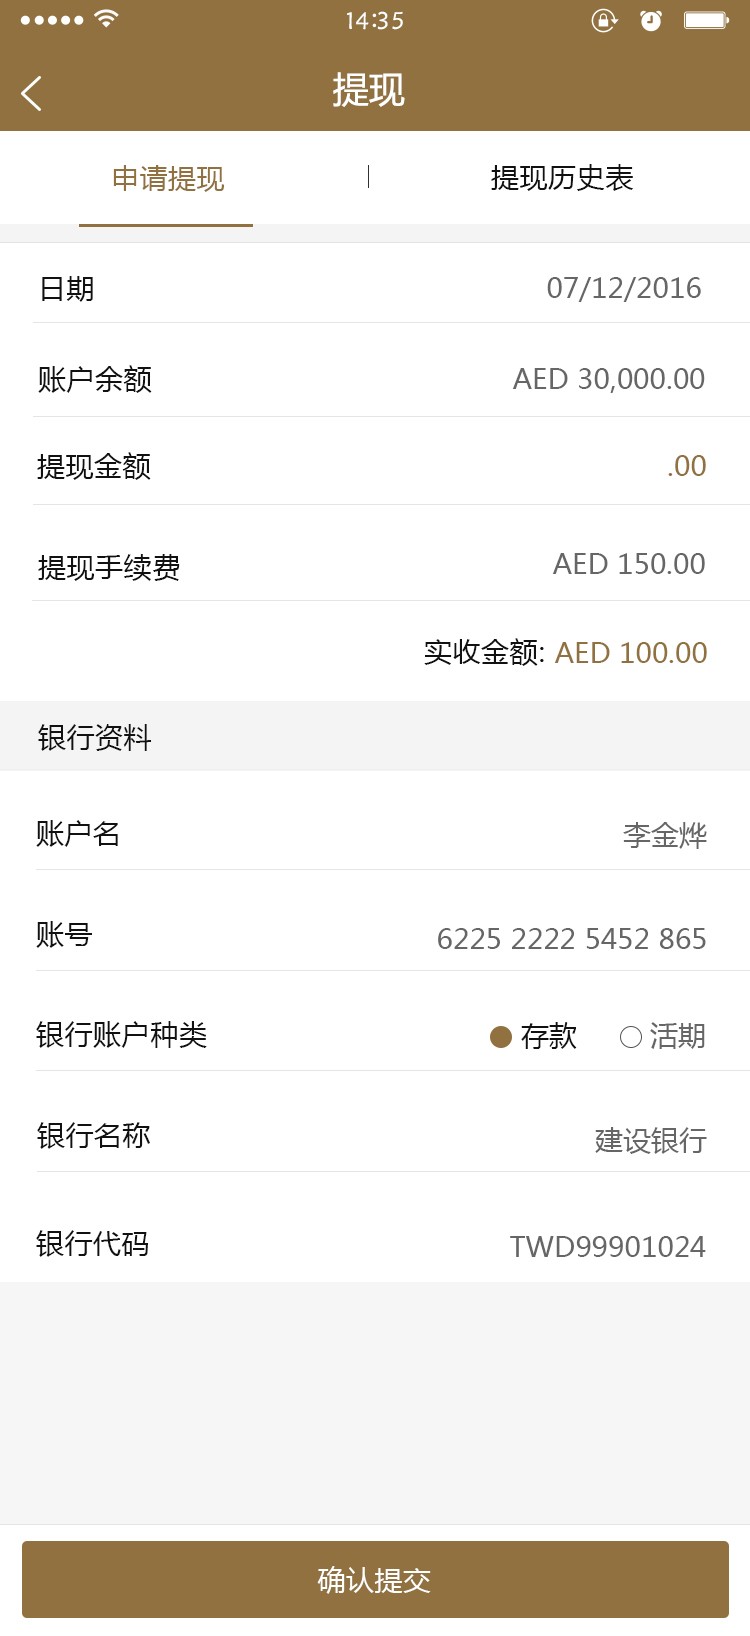 14:35
提现
申请提现
提现历史表
日期 07/12/2016
账户余额 AED 30,000.00
提现金额 .00
提现手续费 AED 150.00
实收金额: AED 100.00
银行资料
账户名 李金烨
账号 6225 2222 5452 865
银行账户种类 存款 活期
银行名称 建设银行
银行代码 TWD99901024
确认提交